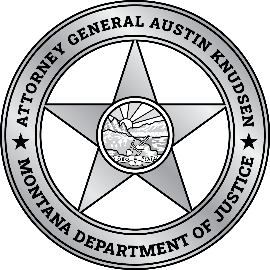 ATTORNEY GENERAL AUSTIN KNUDSEN
MONTANA DEPARTMENT OF JUSTICE